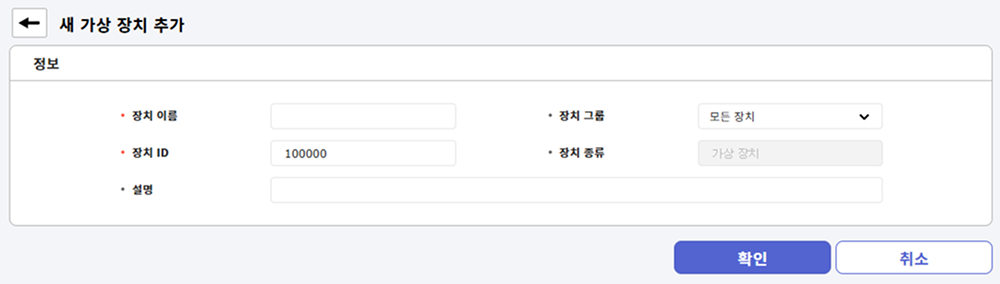 새 가상 장치 추가
정보
• 장치 이름
• 장치 그룹 모든 장치
• 장치 ID 100000
• 장치 종류 가상 장치
• 설명
확인 취소